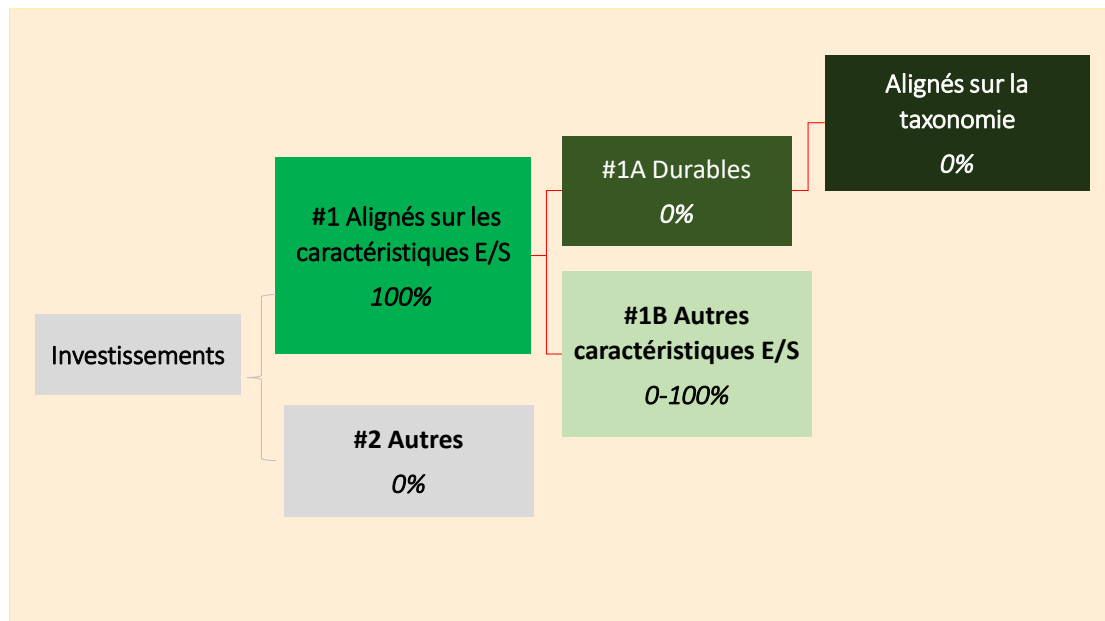 Investissements
#1 Alignés sur les
caractéristiques E/S
100%
#2 Autres
0%
#1A Durables
0%
#1B Autres
caractéristiques E/S
0-100%
Alignés sur la
taxonomie
0%